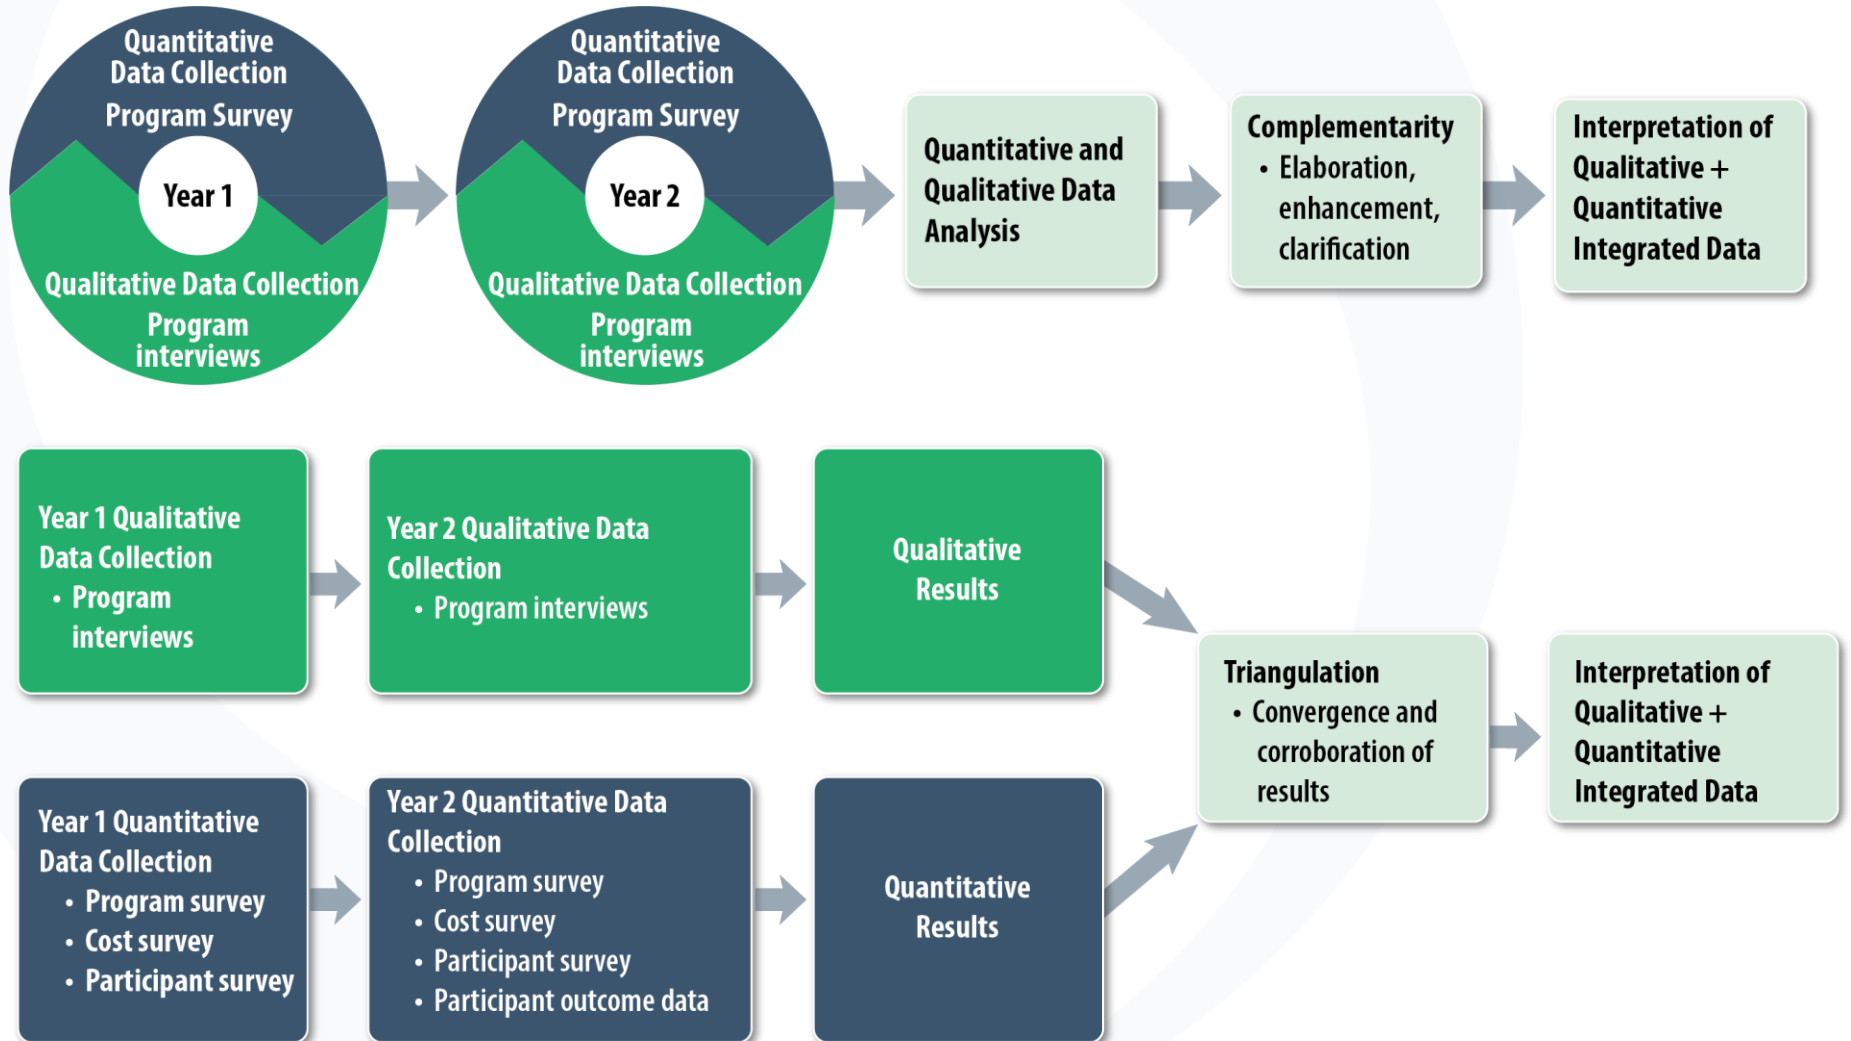 Quantitative
Data Collection
Program Survey
Year 1
Qualitative Data Collection
Program
interviews
Quantitative
Data Collection
Program Survey
Year 2
Qualitative Data Collection
Program
interviews
Quantitative and
Qualitative Data
Analysis
Complementarity
• Elaboration,
enhancement,
clarification
Interpretation of
Qualitative +
Quantitative
Integrated Data
Year 1 Qualitative
Data Collection
• Program
interviews
Year 2 Qualitative Data
Collection
• Program interviews
Qualitative
Results
Year 1 Quantitative
Data Collection
• Program survey
• Cost survey
• Participant survey
Year 2 Quantitative Data
Collection
• Program survey
• Cost survey
• Participant survey
• Participant outcome data
Quantitative
Results
Triangulation
• Convergence and
corroboration of
results
Interpretation of
Qualitative +
Quantitative
Integrated Data